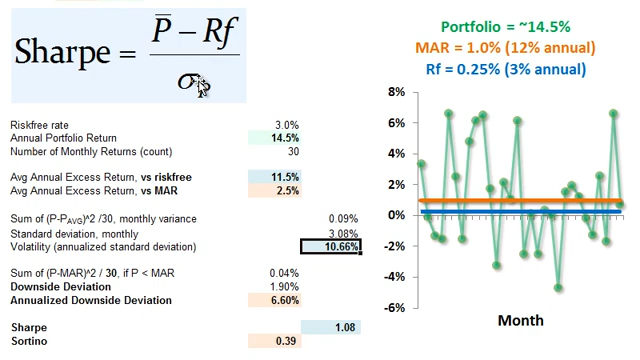 Sharpe = P̅ − Rf / σP
Riskfree rate 3.0%
Annual Portfolio Return 14.5%
Number of Monthly Returns (count) 30
Avg Annual Excess Return, vs riskfree 11.5%
Avg Annual Excess Return, vs MAR 2.5%
Sum of (P-PAVG)^2 /30, monthly variance 0.09%
Standard deviation, monthly 3.08%
Volatility (annualized standard deviation) 10.66%
Sum of (P-MAR)^2 / 30, if P < MAR 0.04%
Downside Deviation 1.90%
Annualized Downside Deviation 6.60%
Sharpe 1.08
Sortino 0.39
Portfolio = ~14.5%
MAR = 1.0% (12% annual)
Rf = 0.25% (3% annual)
8%
6%
4%
2%
0%
-2%
-4%
-6%
Month